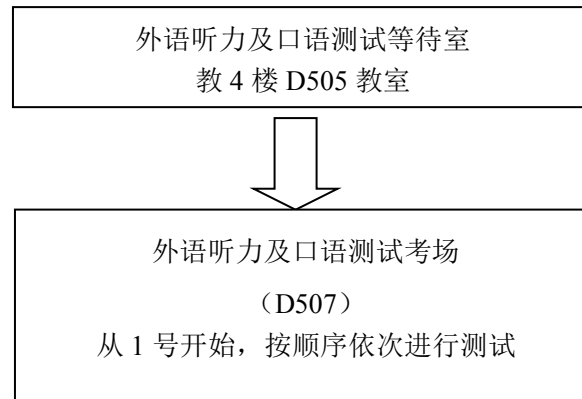 外语听力及口语测试等待室
教 4 楼 D505 教室
外语听力及口语测试考场
（D507）
从 1 号开始，按顺序依次进行测试